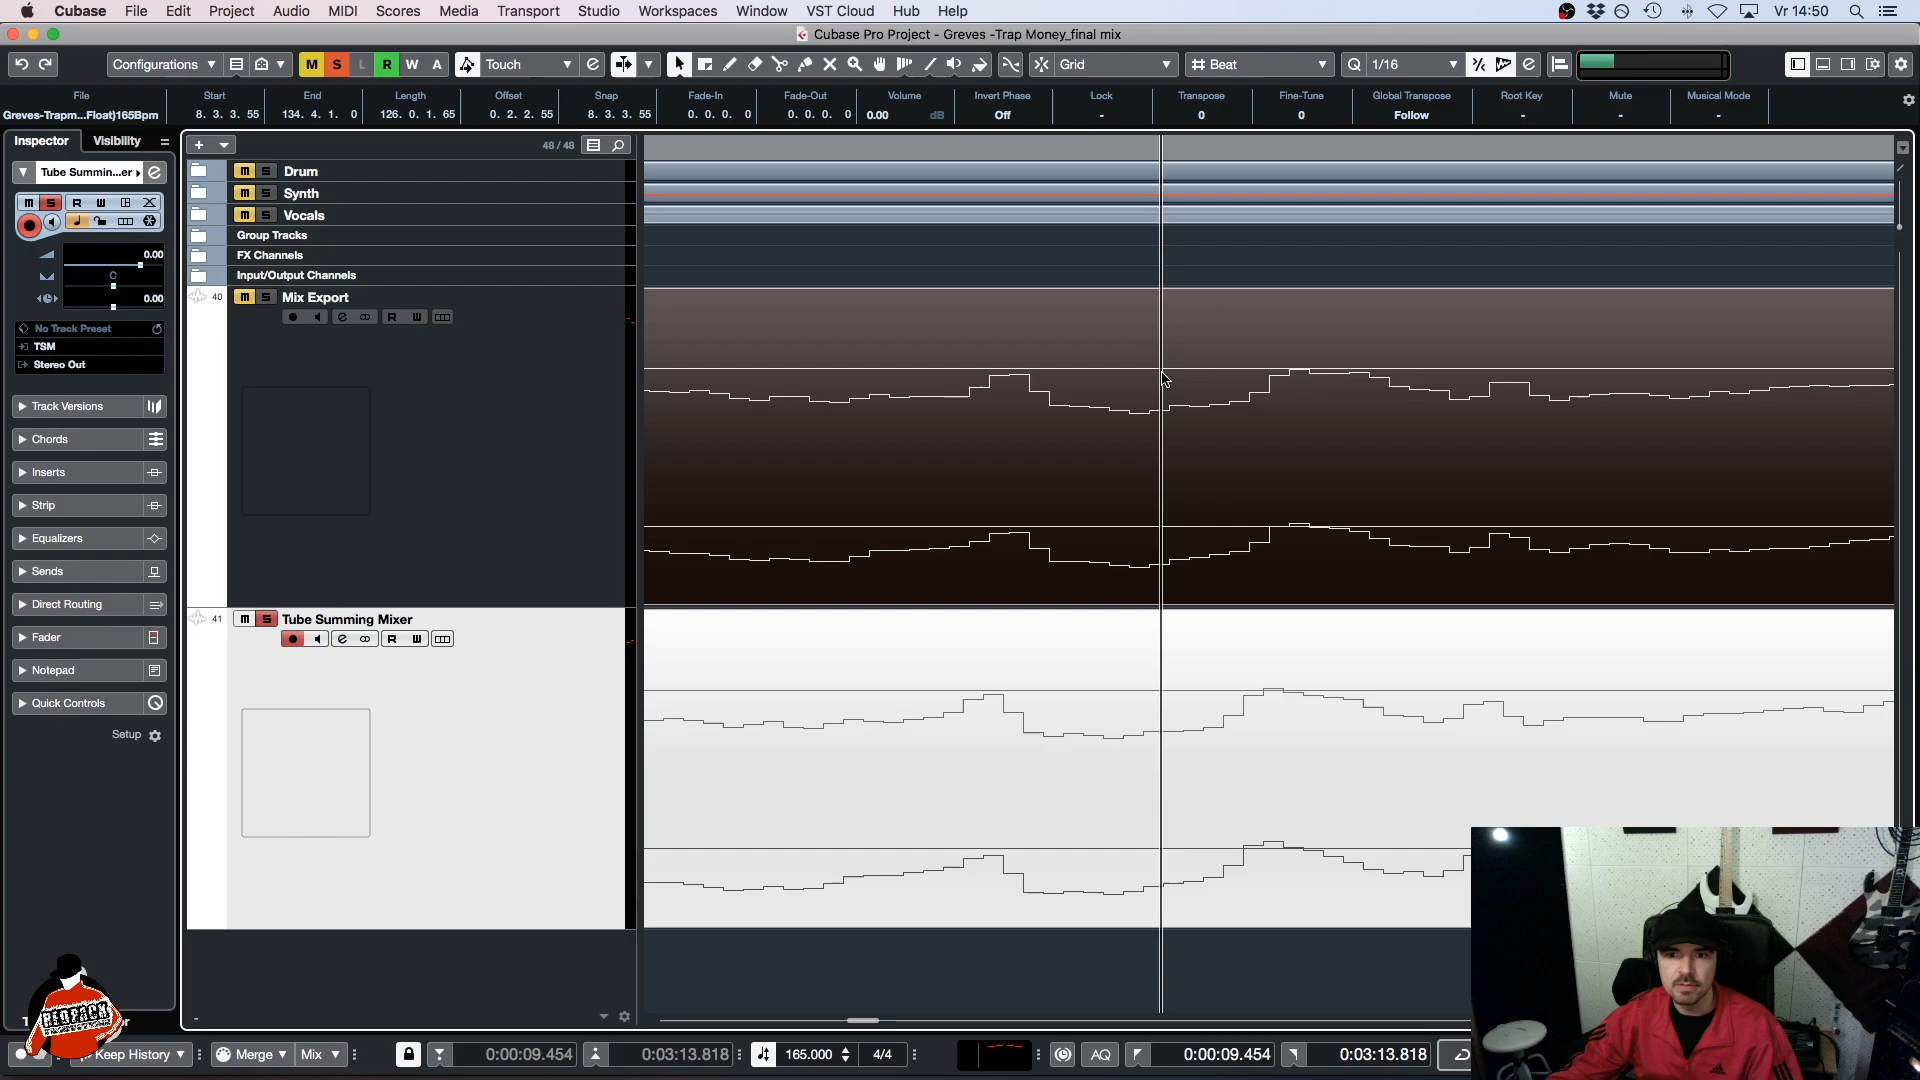 Cubase File Edit Project Audio MIDI Scores Media Transport Studio Workspaces Window VST Cloud Hub Help Vr 14:50
Cubase Pro Project - Greves -Trap Money_final mix
Configurations M S L R W A Touch Grid Beat Q 1/16
File Start End Length Offset Snap Fade-In Fade-Out Volume Invert Phase Lock Transpose Fine-Tune Global Transpose Root Key Mute Musical Mode
Greves-Trapm...Float)165Bpm 8. 3. 3. 55 134. 4. 1. 0 126. 0. 1. 65 0. 2. 2. 55 8. 3. 3. 55 0. 0. 0. 0 0. 0. 0. 0 0.00 dB Off - 0 0 Follow - - -
Inspector Visibility
48 / 48
Tube Summin...er
M S R W
0.00
C
0.00
No Track Preset
TSM
Stereo Out
Track Versions
Chords
Inserts
Strip
Equalizers
Sends
Direct Routing
Fader
Notepad
Quick Controls
Setup
m S Drum
m S Synth
m S Vocals
Group Tracks
FX Channels
Input/Output Channels
40 m S Mix Export
R W
41 m S Tube Summing Mixer
R W
REDPACK
Keep History Merge Mix 0:00:09.454 0:03:13.818 165.000 4/4 AQ 0:00:09.454 0:03:13.818